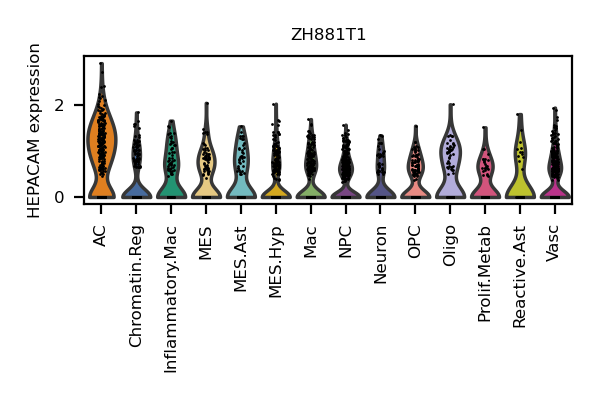 ZH881T1
HEPACAM expression
2
0
AC
Chromatin.Reg
Inflammatory.Mac
MES
MES.Ast
MES.Hyp
Mac
NPC
Neuron
OPC
Oligo
Prolif.Metab
Reactive.Ast
Vasc